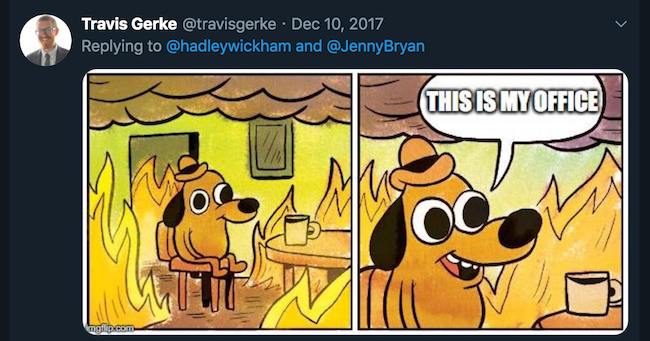 Travis Gerke @travisgerke · Dec 10, 2017
Replying to @hadleywickham and @JennyBryan
THIS IS MY OFFICE
imgflip.com